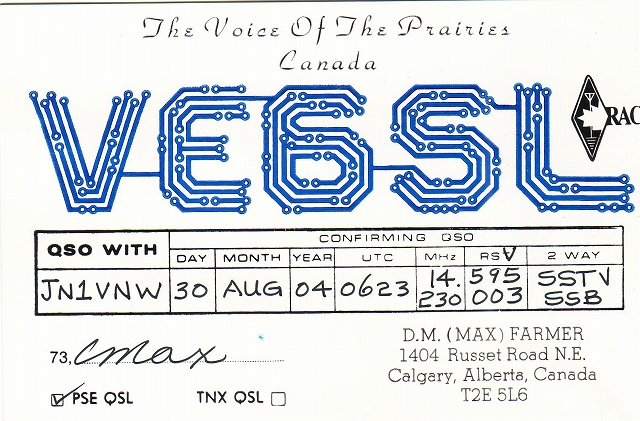 The Voice Of The Prairies
Canada
VE6SL
RAC
CONFIRMING QSO
QSO WITH DAY MONTH YEAR UTC MHz RSV 2 WAY
JN1VNW 30 AUG 04 0623 14. 595 SSTV
230 003 SSB
73, max
D.M. (MAX) FARMER
1404 Russet Road N.E.
Calgary, Alberta, Canada
T2E 5L6
PSE QSL TNX QSL